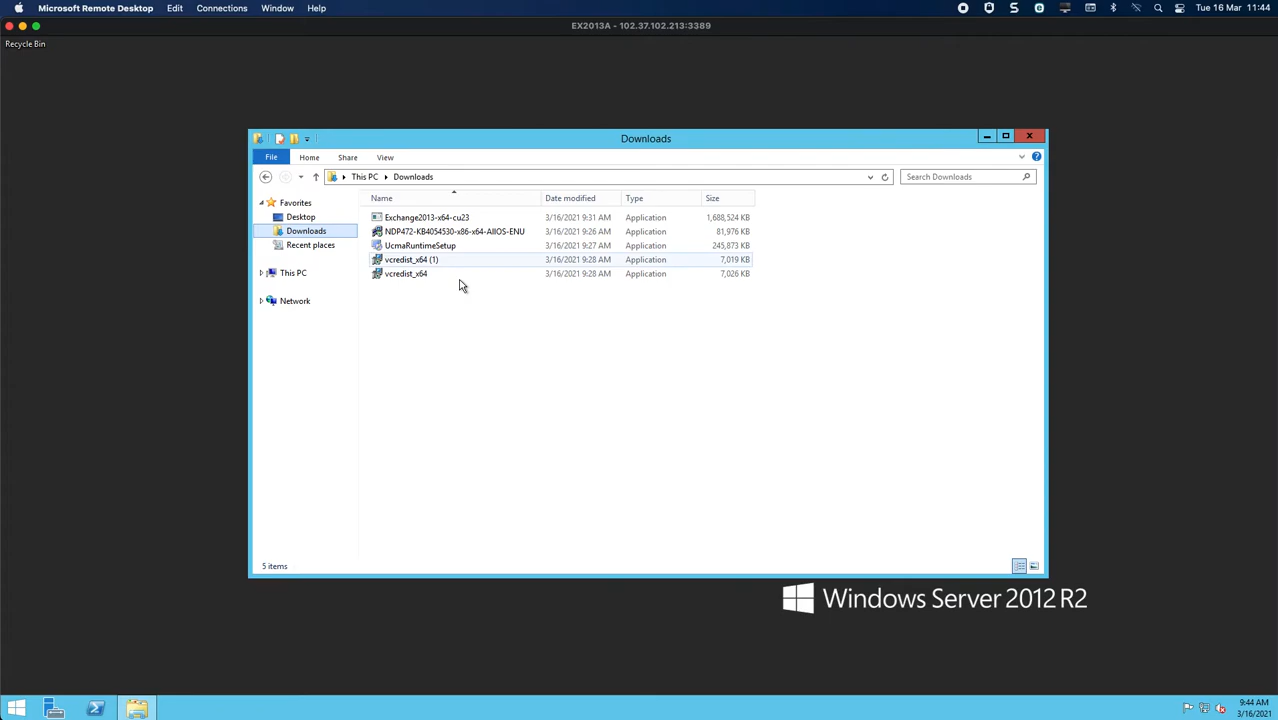 Microsoft Remote Desktop Edit Connections Window Help Tue 16 Mar 11:44
EX2013A - 102.37.102.213:3389
Recycle Bin
Downloads
File Home Share View
This PC Downloads Search Downloads
Name Date modified Type Size
Favorites
Desktop
Downloads
Recent places
This PC
Network
Exchange2013-x64-cu23 3/16/2021 9:31 AM Application 1,688,524 KB
NDP472-KB4054530-x86-x64-AllOS-ENU 3/16/2021 9:26 AM Application 81,976 KB
UcmaRuntimeSetup 3/16/2021 9:27 AM Application 245,873 KB
vcredist_x64 (1) 3/16/2021 9:28 AM Application 7,019 KB
vcredist_x64 3/16/2021 9:28 AM Application 7,026 KB
5 items
Windows Server 2012 R2
9:44 AM
3/16/2021